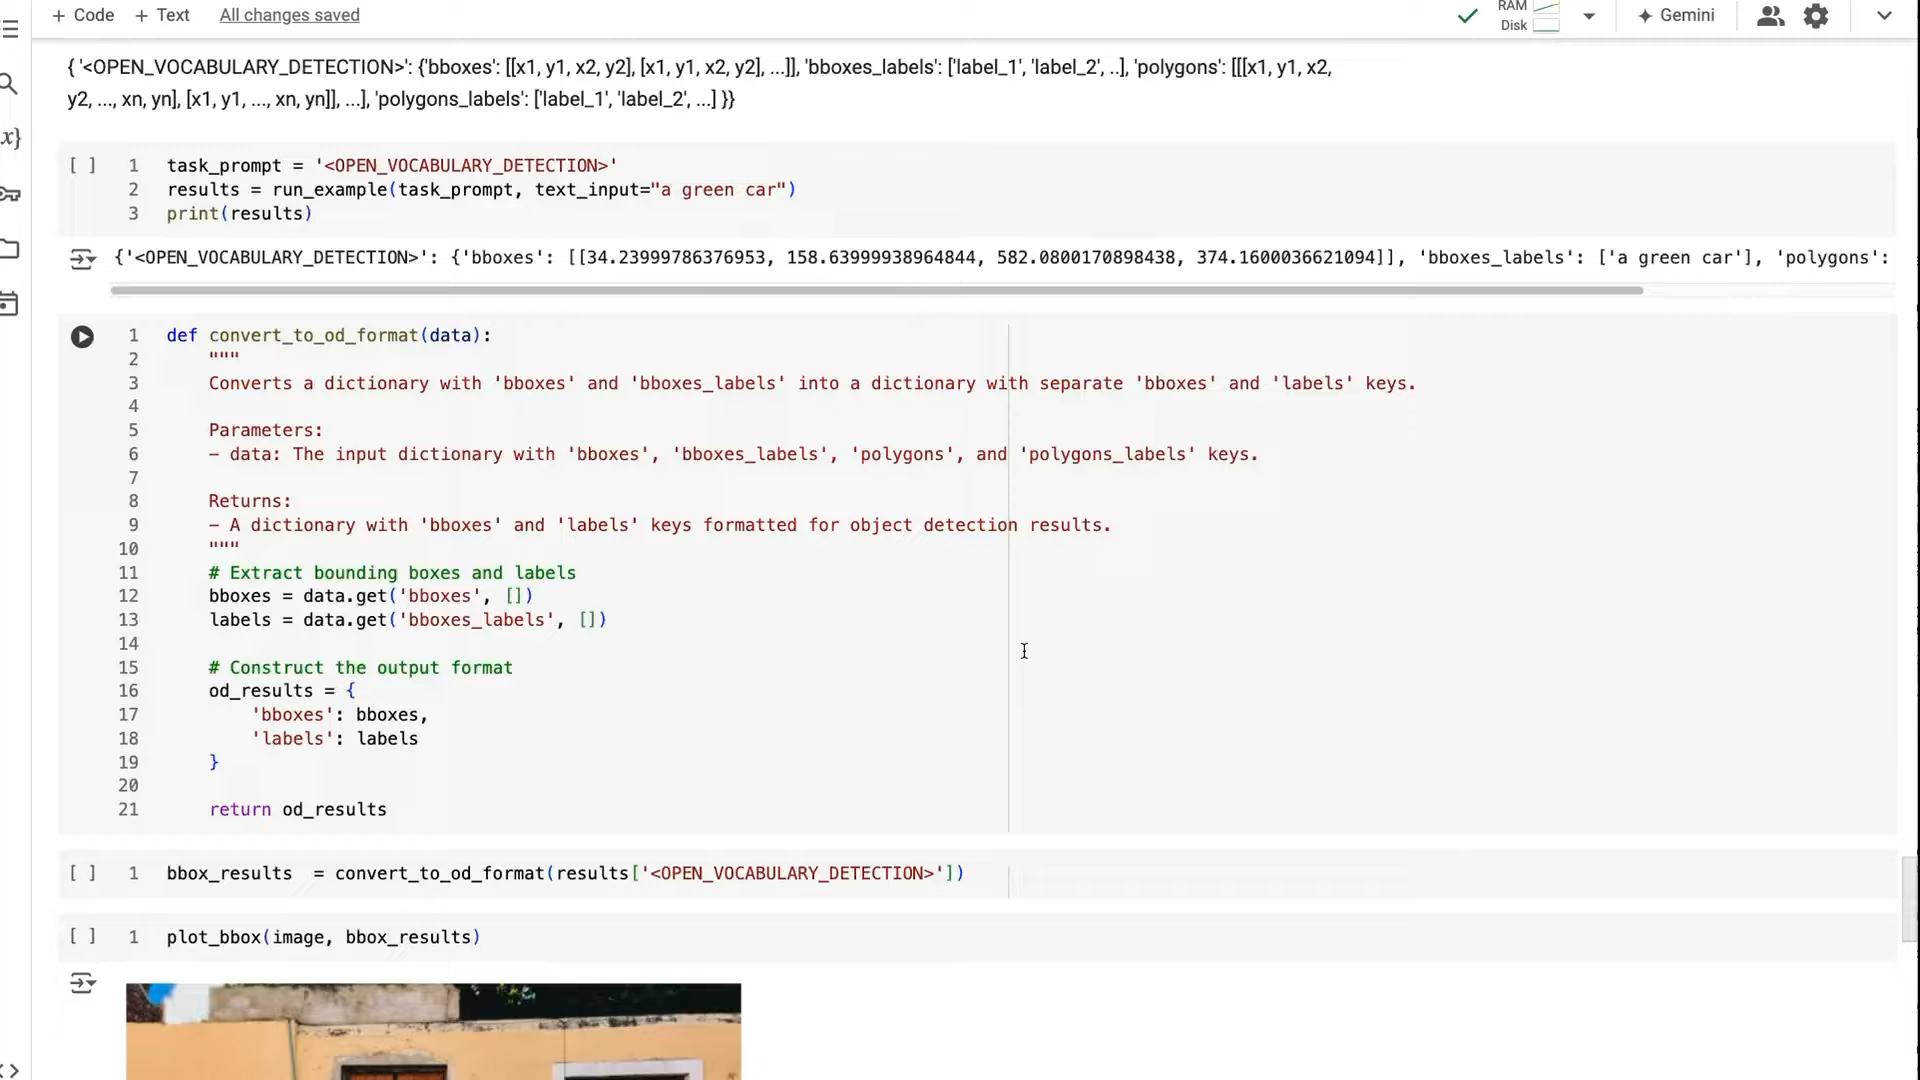 + Code + Text All changes saved
RAM
Disk
Gemini
{ '<OPEN_VOCABULARY_DETECTION>': {'bboxes': [[x1, y1, x2, y2], [x1, y1, x2, y2], ...]], 'bboxes_labels': ['label_1', 'label_2', ..], 'polygons': [[[x1, y1, x2,
y2, ..., xn, yn], [x1, y1, ..., xn, yn]], ...], 'polygons_labels': ['label_1', 'label_2', ...] }}
[ ] 1 task_prompt = '<OPEN_VOCABULARY_DETECTION>'
2 results = run_example(task_prompt, text_input="a green car")
3 print(results)
{'<OPEN_VOCABULARY_DETECTION>': {'bboxes': [[34.23999786376953, 158.63999938964844, 582.0800170898438, 374.1600036621094]], 'bboxes_labels': ['a green car'], 'polygons':
1 def convert_to_od_format(data):
2 """
3 Converts a dictionary with 'bboxes' and 'bboxes_labels' into a dictionary with separate 'bboxes' and 'labels' keys.
4
5 Parameters:
6 - data: The input dictionary with 'bboxes', 'bboxes_labels', 'polygons', and 'polygons_labels' keys.
7
8 Returns:
9 - A dictionary with 'bboxes' and 'labels' keys formatted for object detection results.
10 """
11 # Extract bounding boxes and labels
12 bboxes = data.get('bboxes', [])
13 labels = data.get('bboxes_labels', [])
14
15 # Construct the output format
16 od_results = {
17 'bboxes': bboxes,
18 'labels': labels
19 }
20
21 return od_results
[ ] 1 bbox_results  = convert_to_od_format(results['<OPEN_VOCABULARY_DETECTION>'])
[ ] 1 plot_bbox(image, bbox_results)